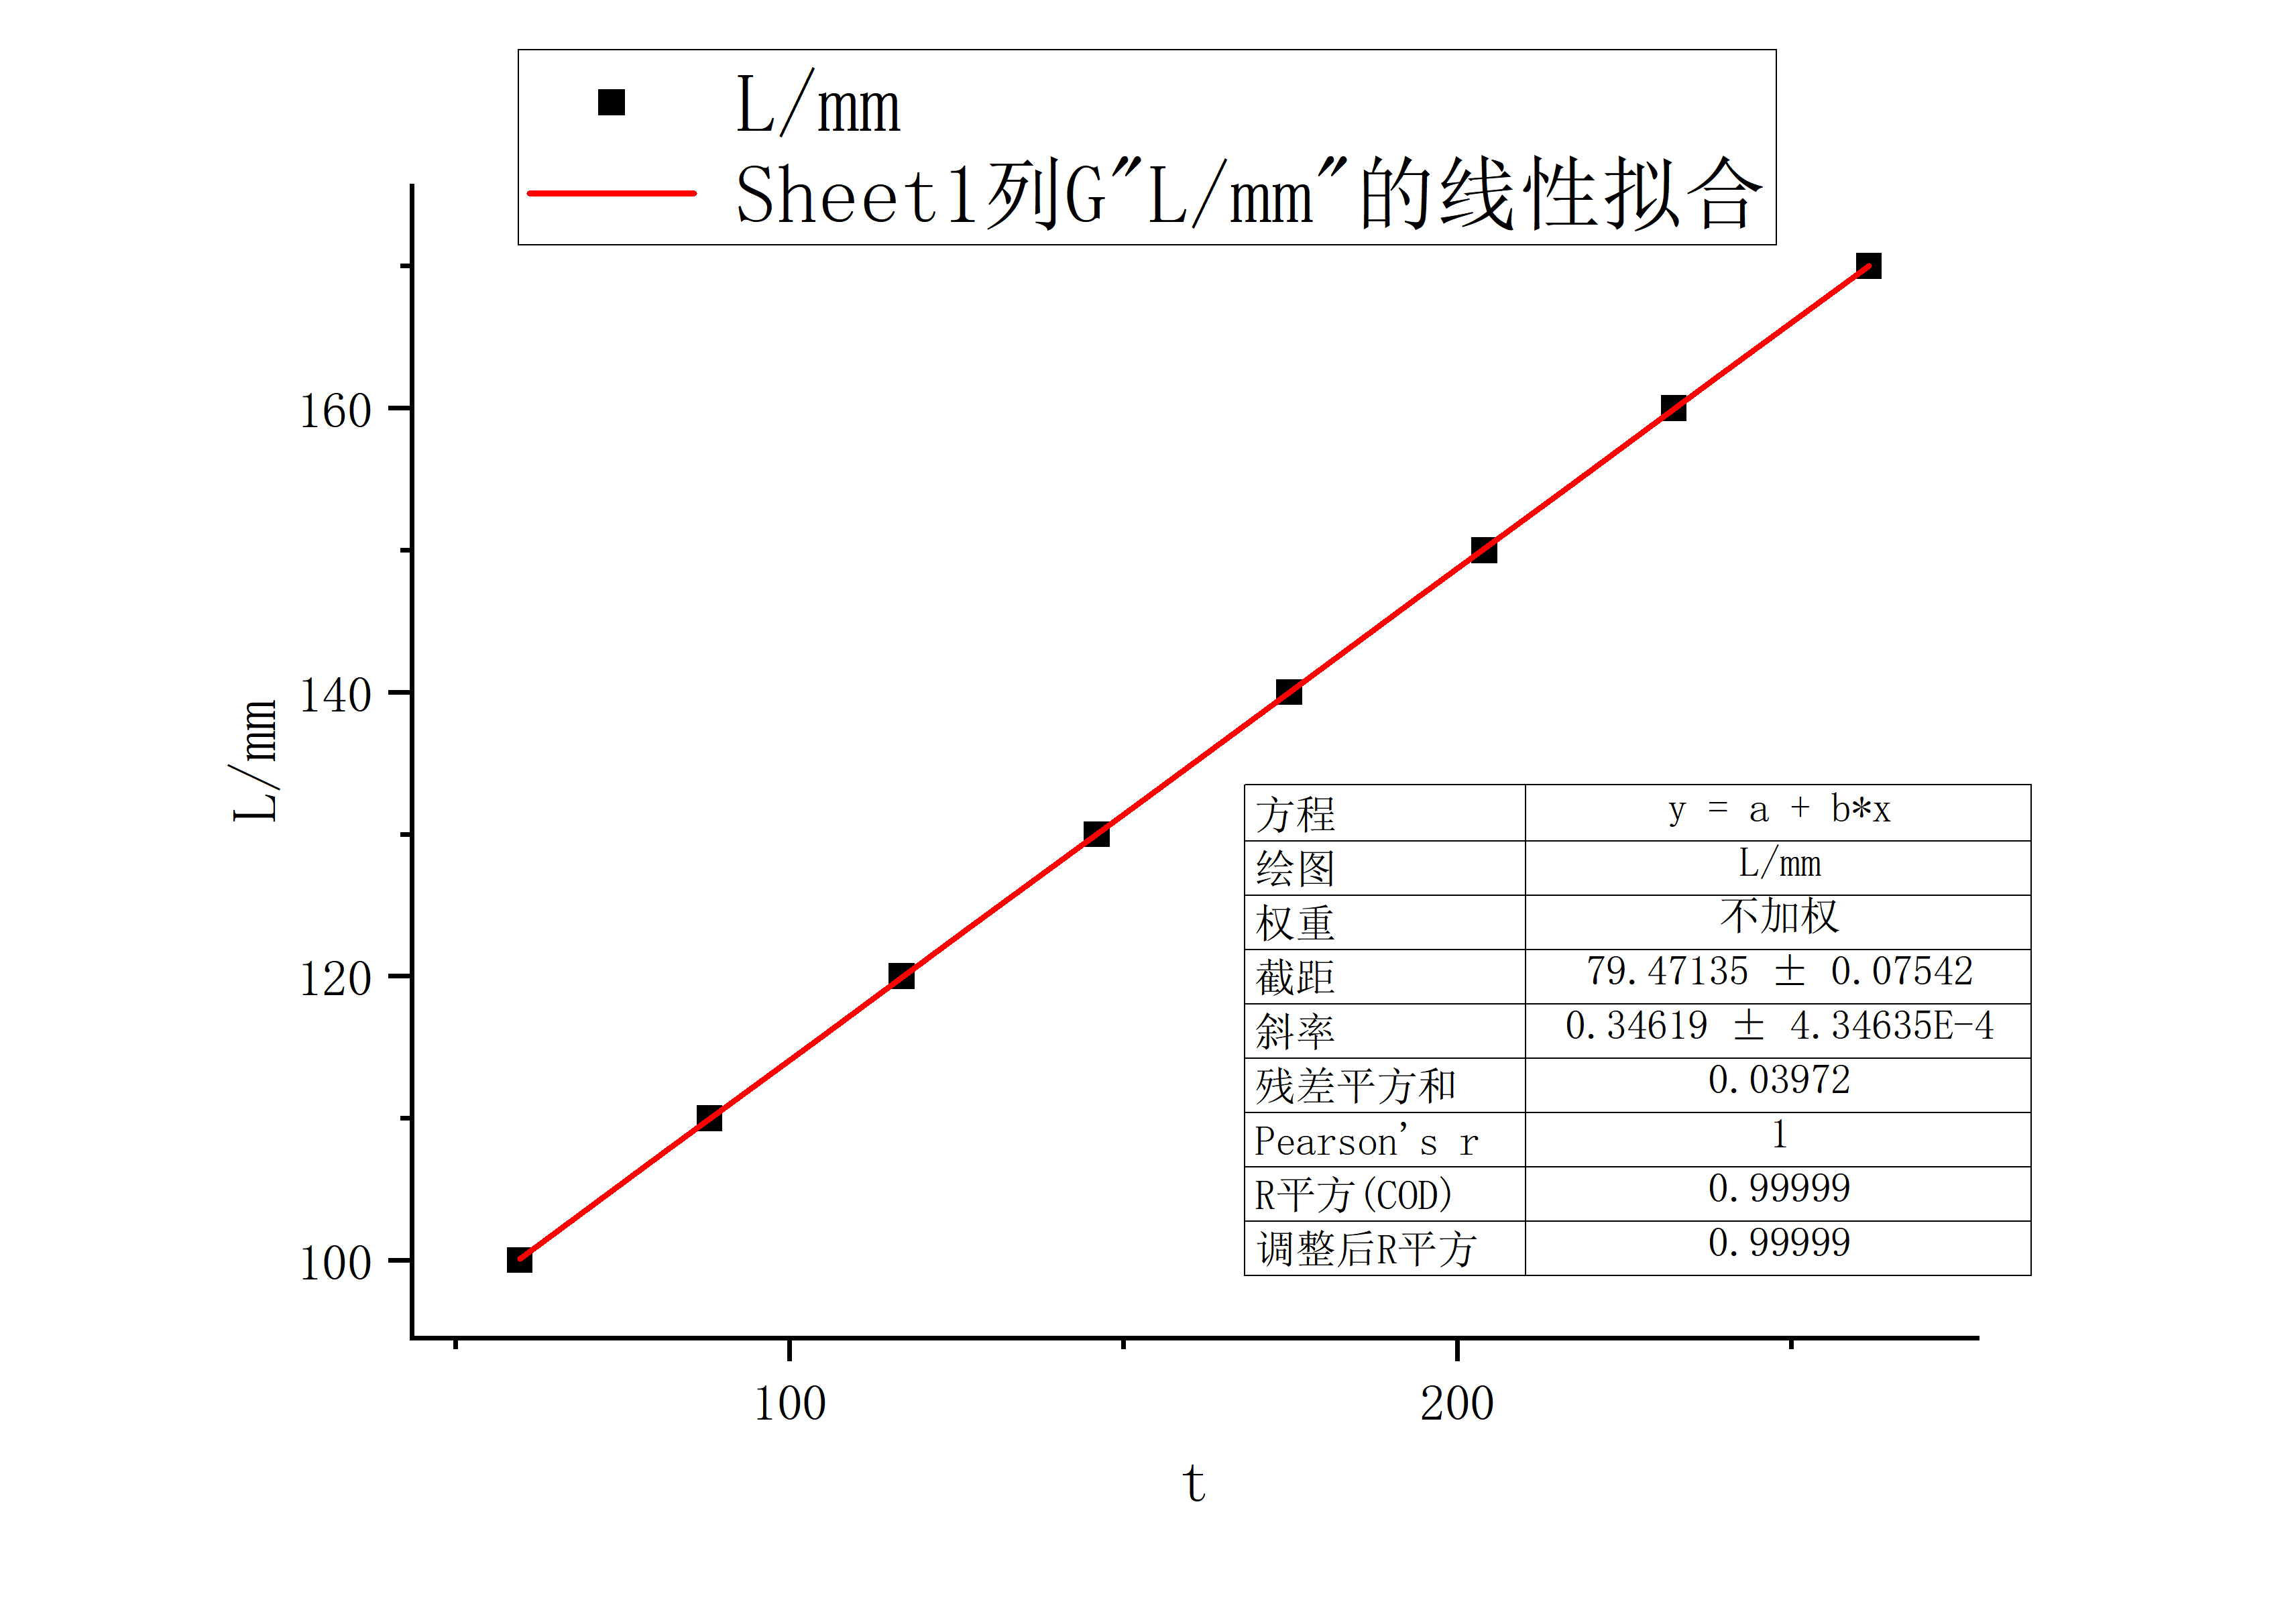 L/mm
Sheet1列G"L/mm"的线性拟合
160
140
120
100
L/mm
100
200
t
方程 y = a + b*x
绘图 L/mm
权重 不加权
截距 79.47135 ± 0.07542
斜率 0.34619 ± 4.34635E-4
残差平方和 0.03972
Pearson's r 1
R平方(COD) 0.99999
调整后R平方 0.99999